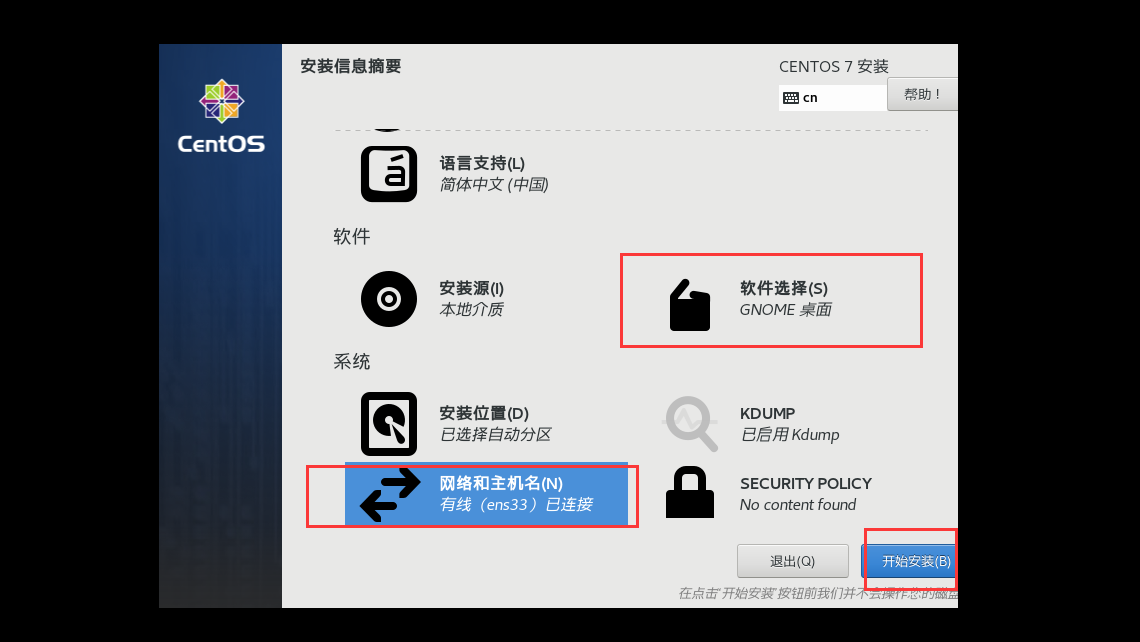 安装信息摘要
CENTOS 7 安装
cn
帮助！
CentOS
语言支持(L)
简体中文 (中国)
软件
安装源(I)
本地介质
软件选择(S)
GNOME 桌面
系统
安装位置(D)
已选择自动分区
KDUMP
已启用 Kdump
网络和主机名(N)
有线（ens33）已连接
SECURITY POLICY
No content found
退出(Q)
开始安装(B)
在点击“开始安装”按钮前我们并不会操作您的磁盘